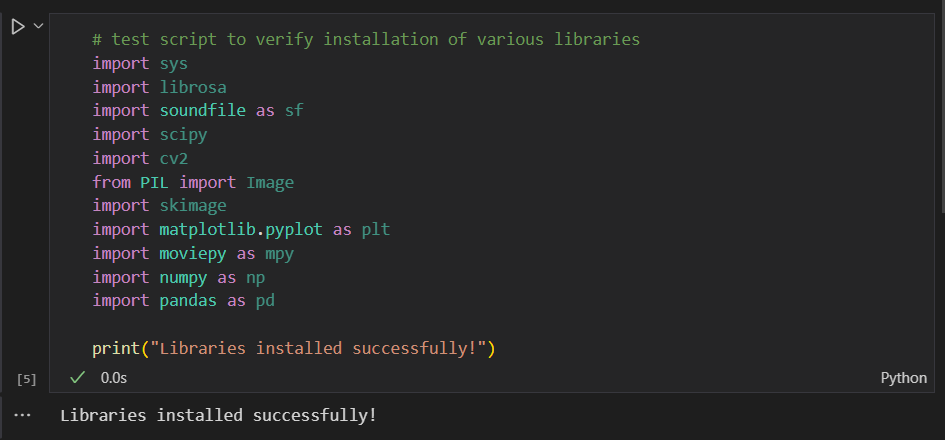 # test script to verify installation of various libraries
import sys
import librosa
import soundfile as sf
import scipy
import cv2
from PIL import Image
import skimage
import matplotlib.pyplot as plt
import moviepy as mpy
import numpy as np
import pandas as pd
print("Libraries installed successfully!")
[5] 0.0s Python
Libraries installed successfully!